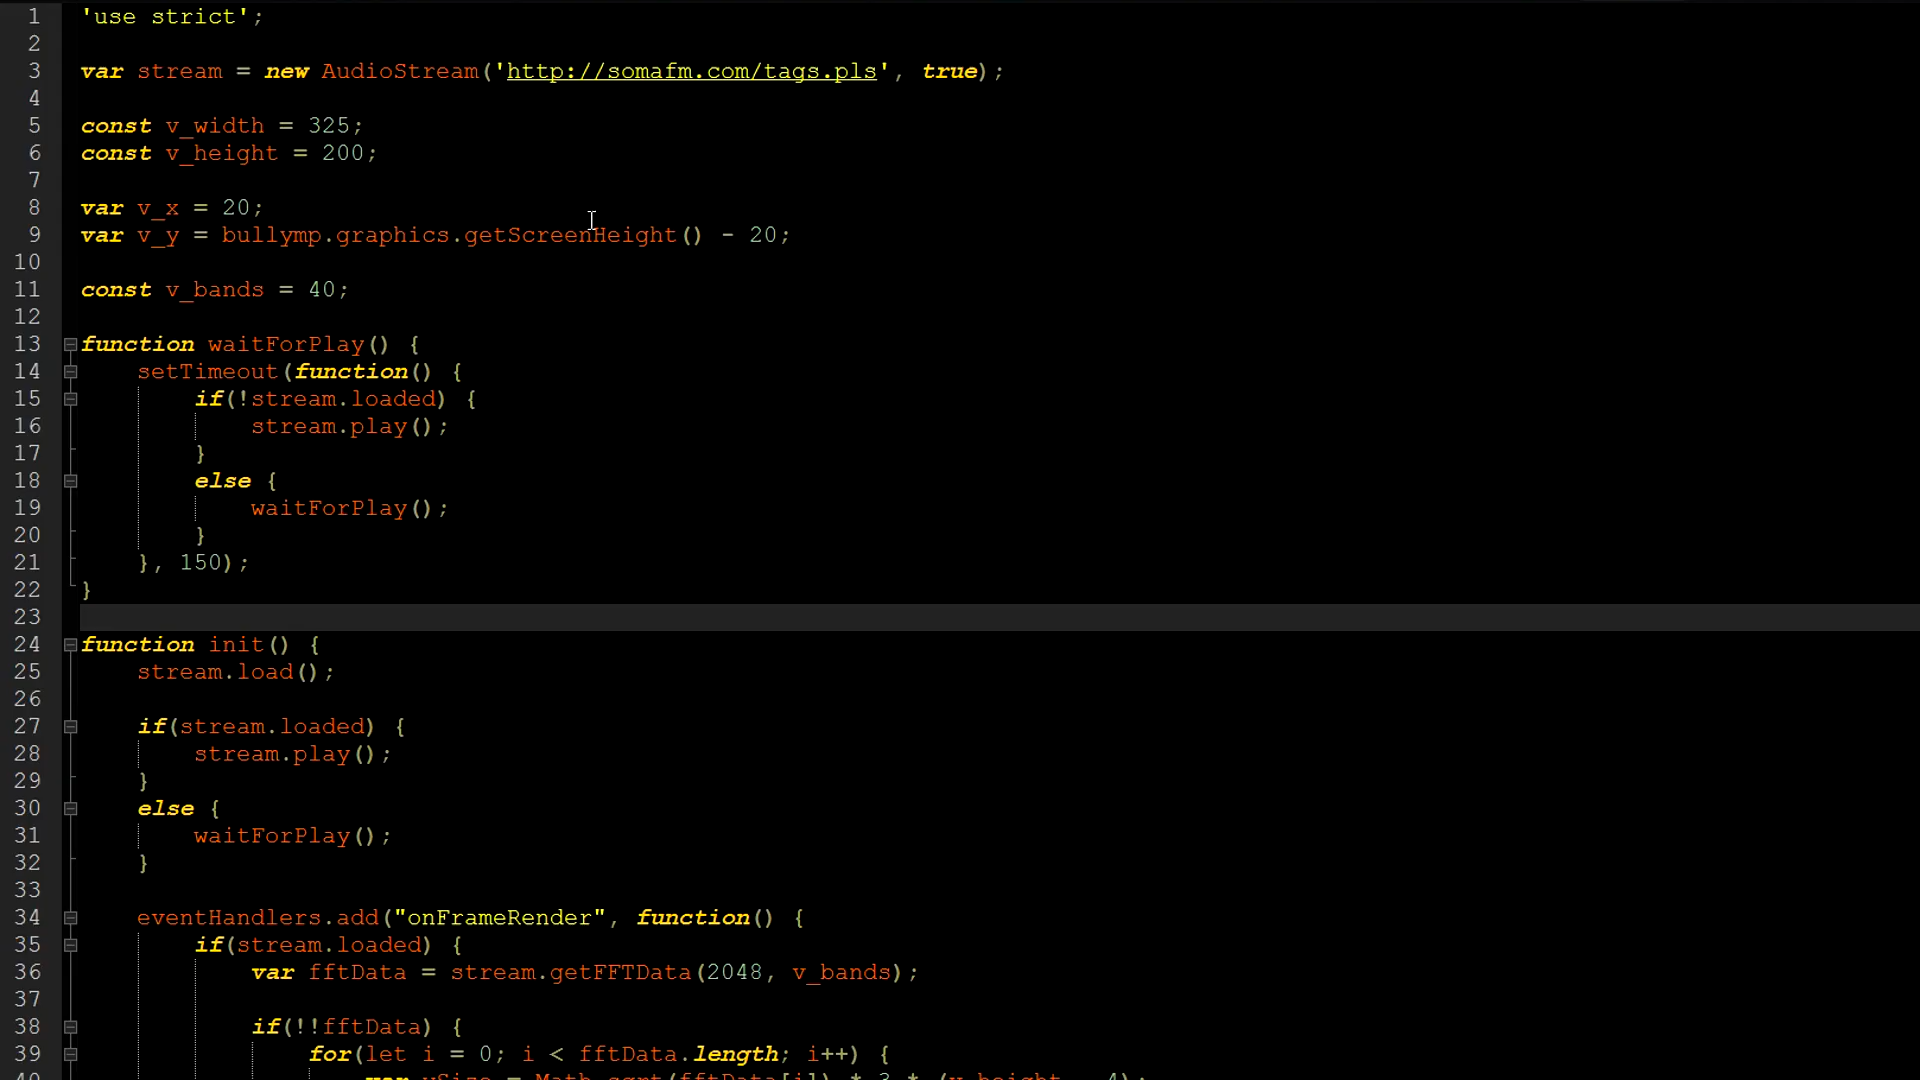 1 'use strict';
2
3 var stream = new AudioStream('http://somafm.com/tags.pls', true);
4
5 const v_width = 325;
6 const v_height = 200;
7
8 var v_x = 20;
9 var v_y = bullymp.graphics.getScreenHeight() - 20;
10
11 const v_bands = 40;
12
13 function waitForPlay() {
14     setTimeout(function() {
15         if(!stream.loaded) {
16             stream.play();
17         }
18         else {
19             waitForPlay();
20         }
21     }, 150);
22 }
23
24 function init() {
25     stream.load();
26
27     if(stream.loaded) {
28         stream.play();
29     }
30     else {
31         waitForPlay();
32     }
33
34     eventHandlers.add("onFrameRender", function() {
35         if(stream.loaded) {
36             var fftData = stream.getFFTData(2048, v_bands);
37
38             if(!!fftData) {
39                 for(let i = 0; i < fftData.length; i++) {